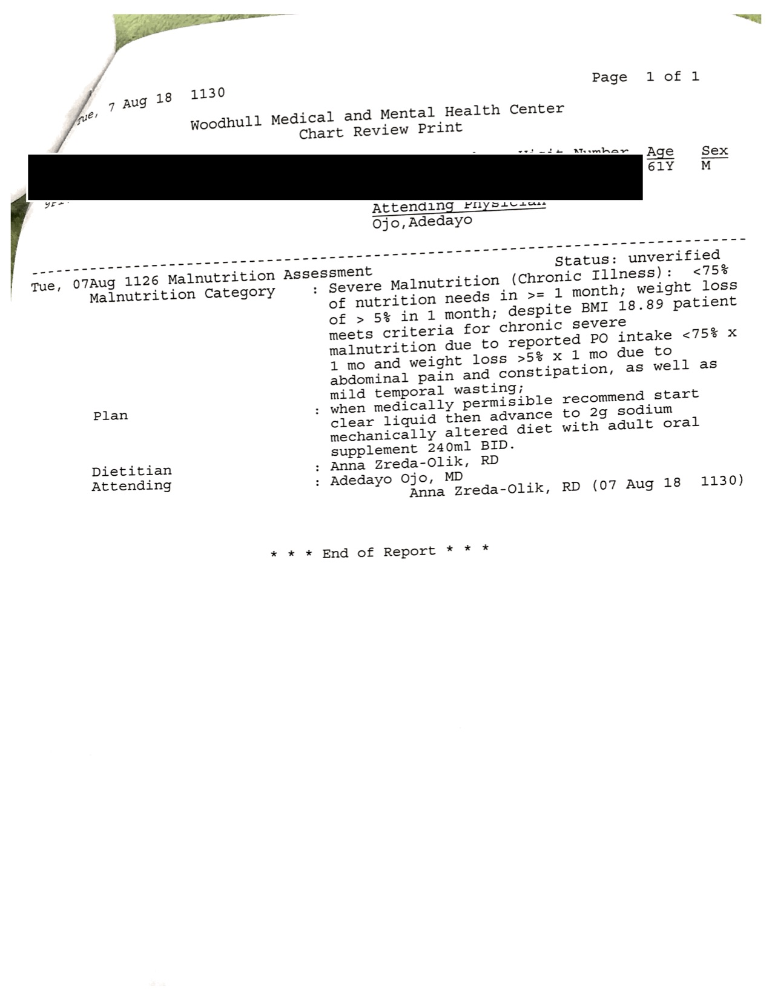 Page 1 of 1
Tue, 7 Aug 18 1130
Woodhull Medical and Mental Health Center
Chart Review Print
Visit Number Age Sex
61Y M
Attending Physician
Ojo,Adedayo
Status: unverified
Tue, 07Aug 1126 Malnutrition Assessment
Malnutrition Category : Severe Malnutrition (Chronic Illness): <75%
of nutrition needs in >= 1 month; weight loss
of > 5% in 1 month; despite BMI 18.89 patient
meets criteria for chronic severe
malnutrition due to reported PO intake <75% x
1 mo and weight loss >5% x 1 mo due to
abdominal pain and constipation, as well as
mild temporal wasting;
Plan : when medically permisible recommend start
clear liquid then advance to 2g sodium
mechanically altered diet with adult oral
supplement 240ml BID.
Dietitian : Anna Zreda-Olik, RD
Attending : Adedayo Ojo, MD
Anna Zreda-Olik, RD (07 Aug 18 1130)
* * * End of Report * * *